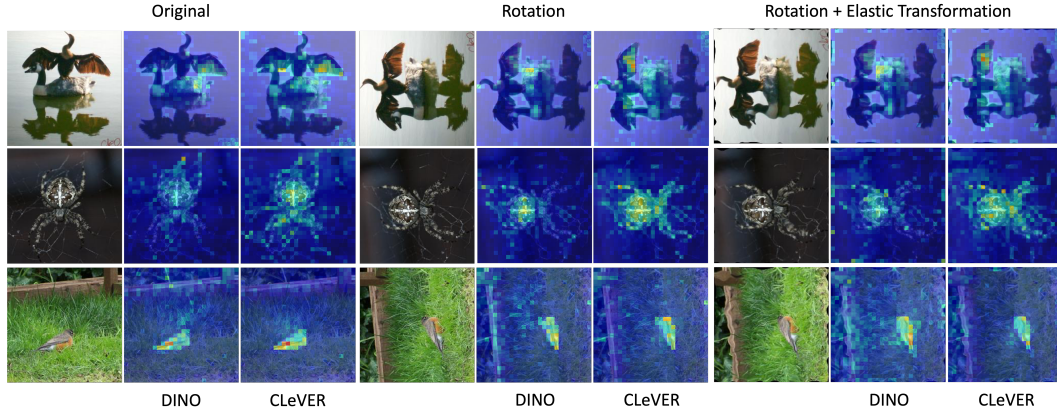 Original
Rotation
Rotation + Elastic Transformation
DINO
CLeVER
DINO
CLeVER
DINO
CLeVER